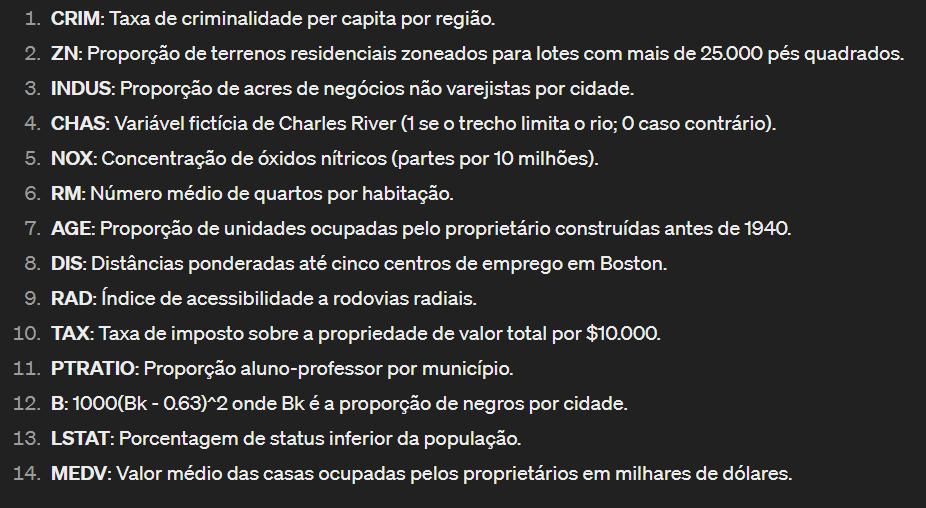 1. CRIM: Taxa de criminalidade per capita por região.
2. ZN: Proporção de terrenos residenciais zoneados para lotes com mais de 25.000 pés quadrados.
3. INDUS: Proporção de acres de negócios não varejistas por cidade.
4. CHAS: Variável fictícia de Charles River (1 se o trecho limita o rio; 0 caso contrário).
5. NOX: Concentração de óxidos nítricos (partes por 10 milhões).
6. RM: Número médio de quartos por habitação.
7. AGE: Proporção de unidades ocupadas pelo proprietário construídas antes de 1940.
8. DIS: Distâncias ponderadas até cinco centros de emprego em Boston.
9. RAD: Índice de acessibilidade a rodovias radiais.
10. TAX: Taxa de imposto sobre a propriedade de valor total por $10.000.
11. PTRATIO: Proporção aluno-professor por município.
12. B: 1000(Bk - 0.63)^2 onde Bk é a proporção de negros por cidade.
13. LSTAT: Porcentagem de status inferior da população.
14. MEDV: Valor médio das casas ocupadas pelos proprietários em milhares de dólares.